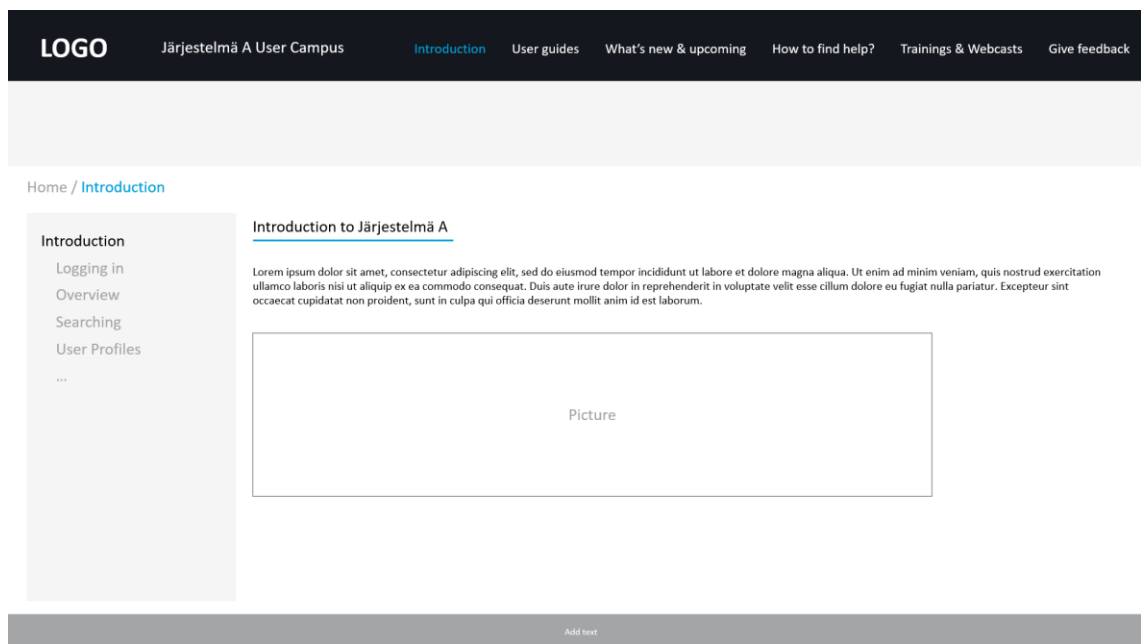 LOGO
Järjestelmä A User Campus
Introduction
User guides
What's new & upcoming
How to find help?
Trainings & Webcasts
Give feedback
Home / Introduction
Introduction
Logging in
Overview
Searching
User Profiles
...
Introduction to Järjestelmä A
Lorem ipsum dolor sit amet, consectetur adipiscing elit, sed do eiusmod tempor incididunt ut labore et dolore magna aliqua. Ut enim ad minim veniam, quis nostrud exercitation
ullamco laboris nisi ut aliquip ex ea commodo consequat. Duis aute irure dolor in reprehenderit in voluptate velit esse cillum dolore eu fugiat nulla pariatur. Excepteur sint
occaecat cupidatat non proident, sunt in culpa qui officia deserunt mollit anim id est laborum.
Picture
Add text